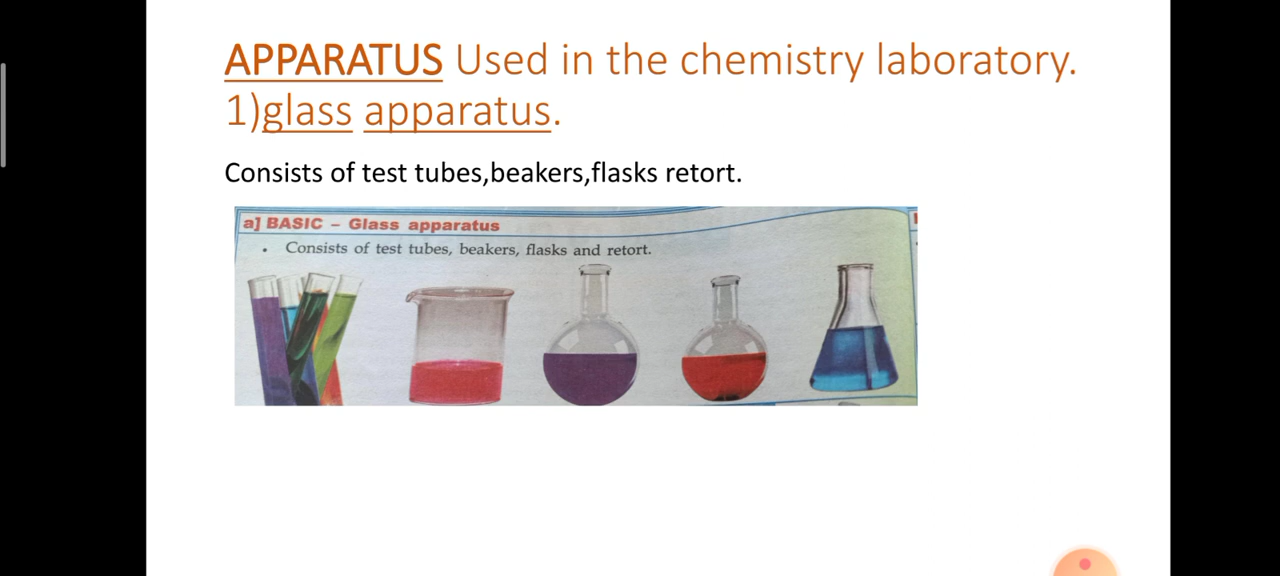 APPARATUS Used in the chemistry laboratory.
1)glass apparatus.
Consists of test tubes,beakers,flasks retort.
a] BASIC – Glass apparatus
• Consists of test tubes, beakers, flasks and retort.